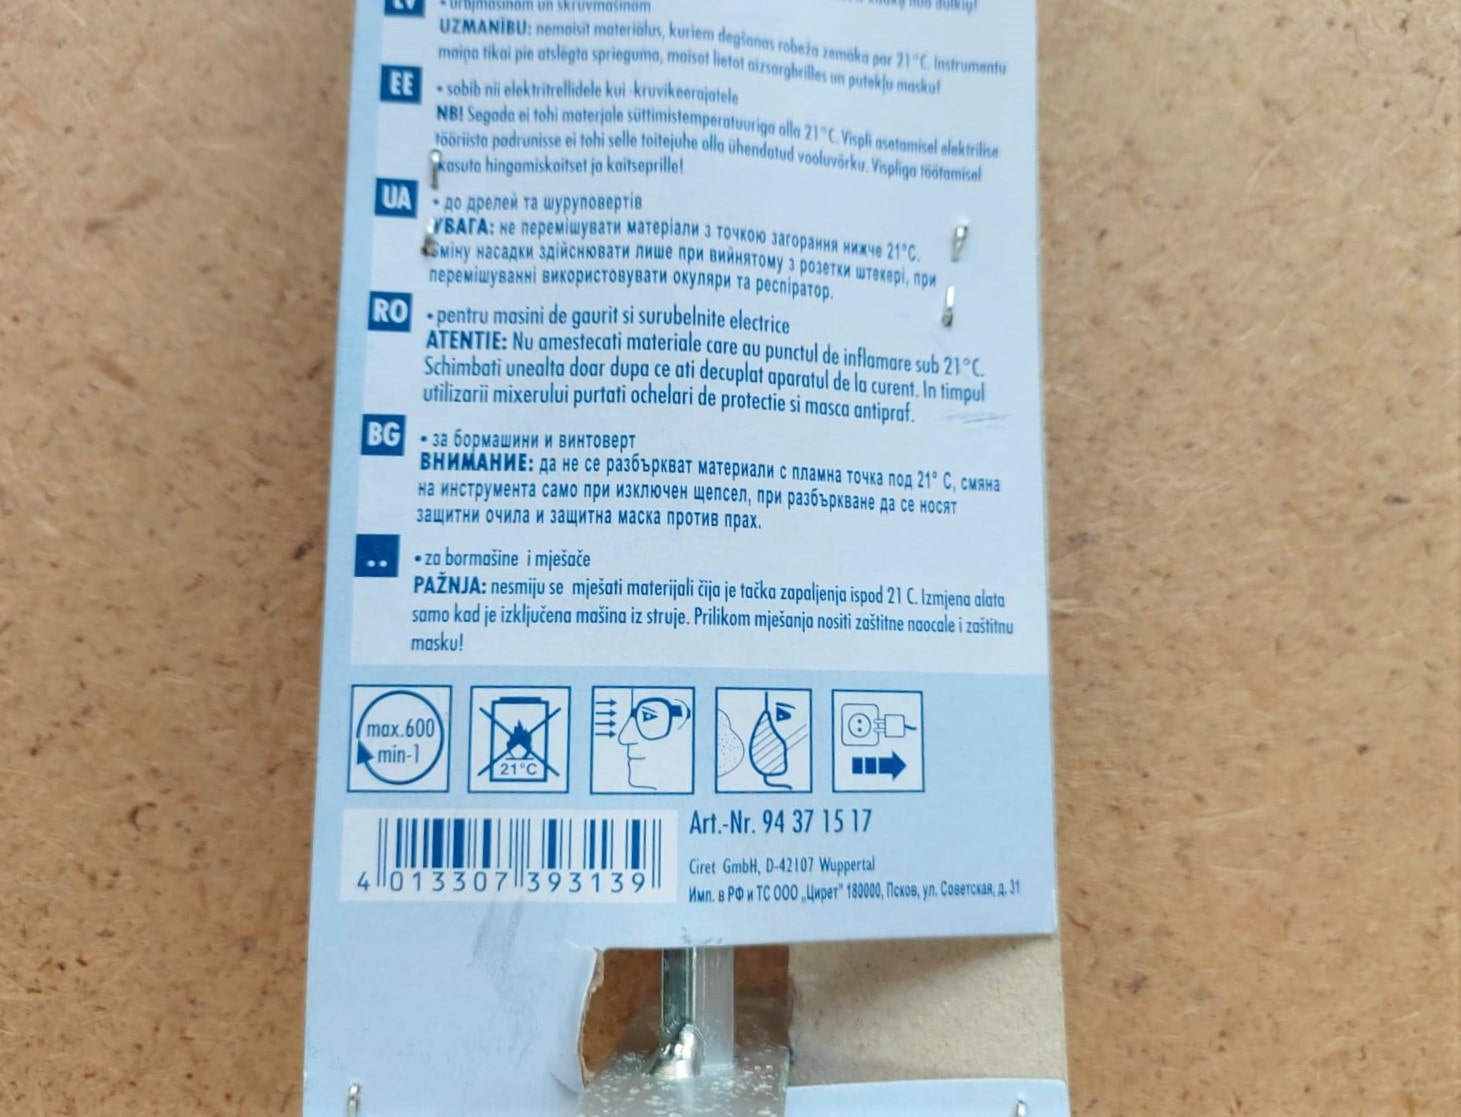 LV • urbjmašīnām un skrūvmašīnām
UZMANĪBU: nemaisīt materiālus, kuriem degšanas robeža zemāka par 21°C. Instrumentu
maiņa tikai pie atslēgta sprieguma, maisot lietot aizsargbrilles un putekļu masku!
EE • sobib nii elektritrellidele kui -kruvikeerajatele
NB! Segada ei tohi materjale süttimistemperatuuriga alla 21°C. Vispli asetamisel elektrilise
tööriista padrunisse ei tohi selle toitejuhe olla ühendatud vooluvõrku. Vispliga töötamisel
kasuta hingamiskaitset ja kaitseprille!
UA • до дрелей та шуруповертів
УВАГА: не перемішувати матеріали з точкою загорання нижче 21°C.
Зміну насадки здійснювати лише при вийнятому з розетки штекері, при
перемішуванні використовувати окуляри та респіратор.
RO • pentru masini de gaurit si surubelnite electrice
ATENTIE: Nu amestecati materiale care au punctul de inflamare sub 21°C.
Schimbati unealta doar dupa ce ati decuplat aparatul de la curent. In timpul
utilizarii mixerului purtati ochelari de protectie si masca antipraf.
BG • за бормашини и винтоверт
ВНИМАНИЕ: да не се разбъркват материали с пламна точка под 21° C, смяна
на инструмента само при изключен щепсел, при разбъркване да се носят
защитни очила и защитна маска против прах.
.. • za bormašine i mješače
PAŽNJA: nesmiju se mješati materijali čija je tačka zapaljenja ispod 21 C. Izmjena alata
samo kad je izključena mašina iz struje. Prilikom mješanja nositi zaštitne naocale i zaštitnu
masku!
max.600
min-1
21°C
Art.-Nr. 94 37 15 17
4 013307 393139
Ciret GmbH, D-42107 Wuppertal
Имп. в РФ и ТС ООО „Цирет" 180000, Псков, ул. Советская, д. 31